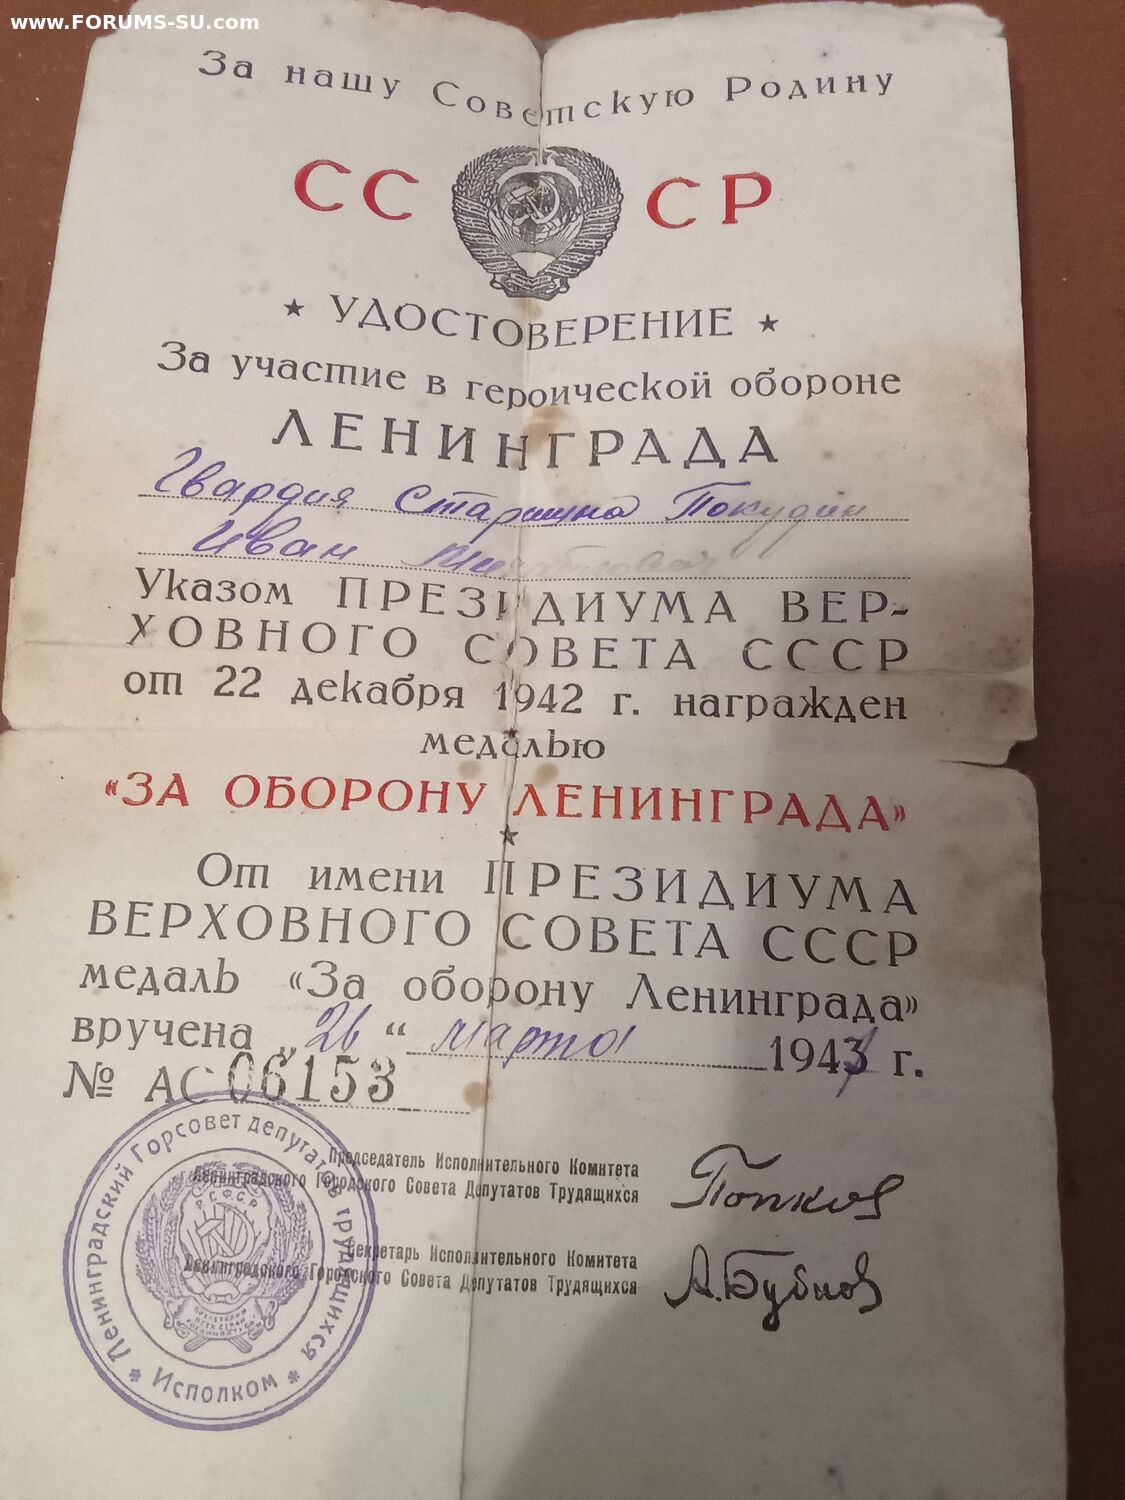 www.FORUMS-SU.com
За нашу Советскую Родину
СССР
★ УДОСТОВЕРЕНИЕ ★
За участие в героической обороне
ЛЕНИНГРАДА
Гвардия старшина Покудин
Иван
Указом ПРЕЗИДИУМА ВЕР-
ХОВНОГО СОВЕТА СССР
от 22 декабря 1942 г. награжден
медалью
«ЗА ОБОРОНУ ЛЕНИНГРАДА»
От имени ПРЕЗИДИУМА
ВЕРХОВНОГО СОВЕТА СССР
медаль «За оборону Ленинграда»
вручена „26“ марта 1944 г.
№ АС 06153
Председатель Исполнительного Комитета
Ленинградского Городского Совета Депутатов Трудящихся
Попков
Секретарь Исполнительного Комитета
Ленинградского Городского Совета Депутатов Трудящихся
А.Бубнов
Ленинградский Горсовет депутатов трудящихся
* Исполком *
Р.С.Ф.С.Р